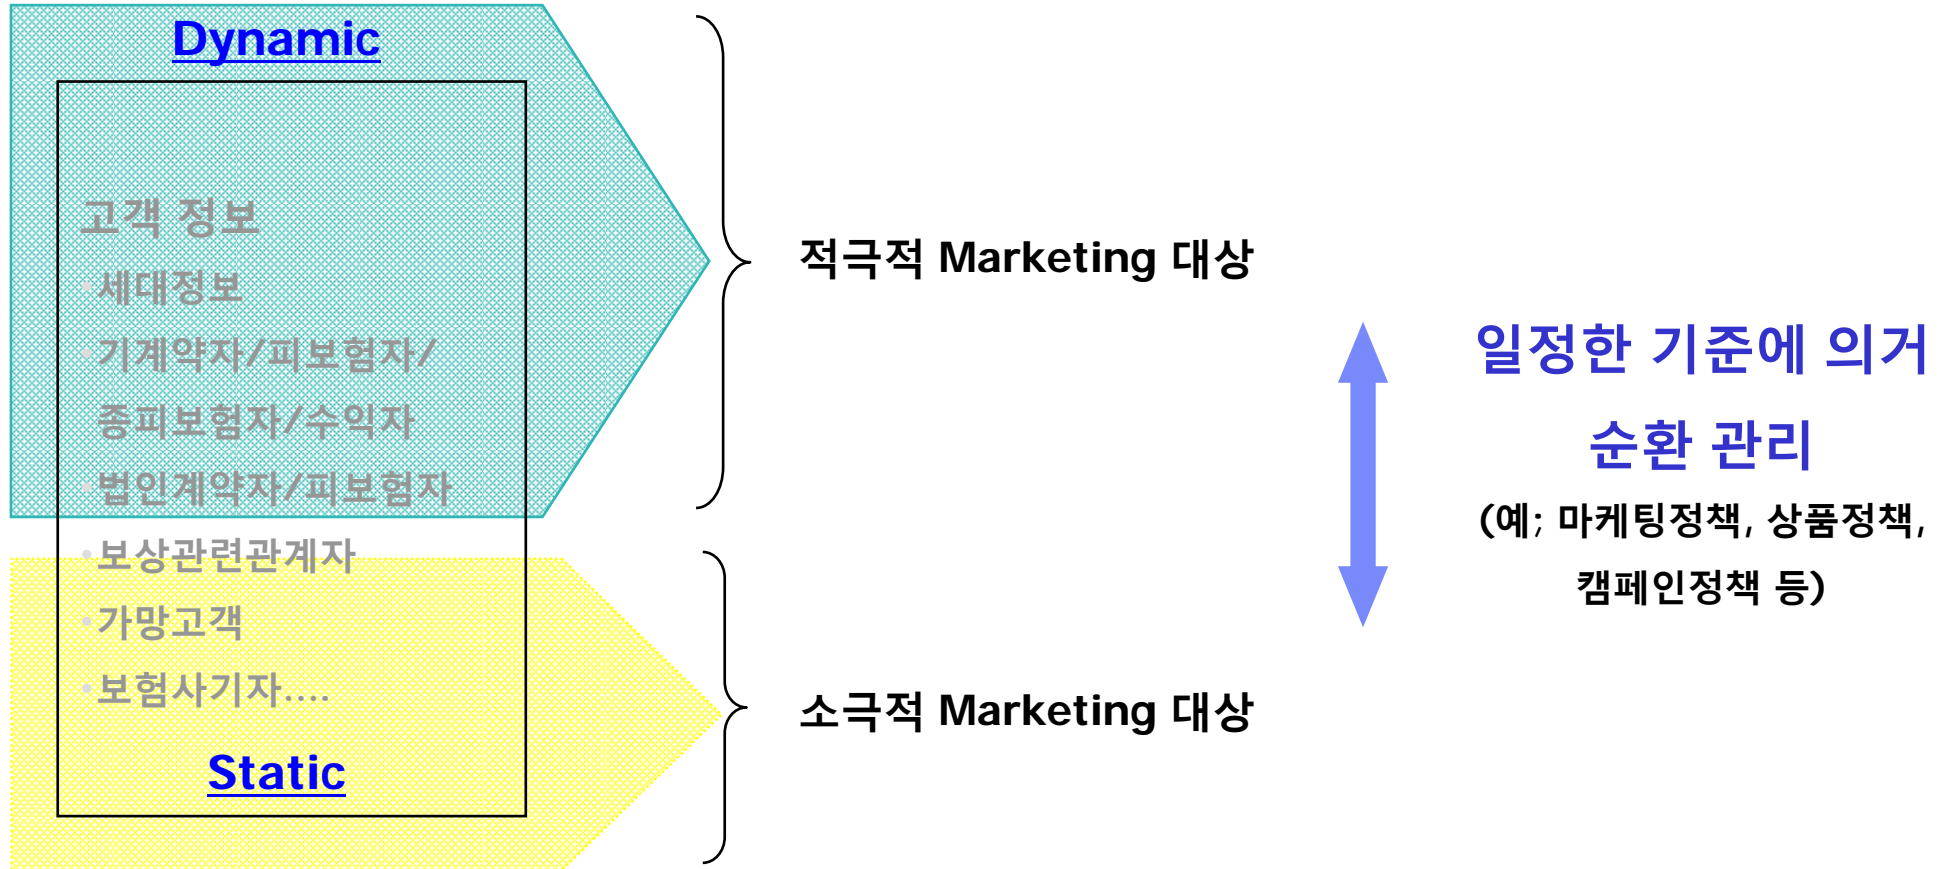 Dynamic
고객 정보
•세대정보
•기계약자/피보험자/
종피보험자/수익자
•법인계약자/피보험자
•보상관련관계자
•가망고객
•보험사기자....
Static
적극적 Marketing 대상
소극적 Marketing 대상
일정한 기준에 의거
순환 관리
(예; 마케팅정책, 상품정책,
캠페인정책 등)